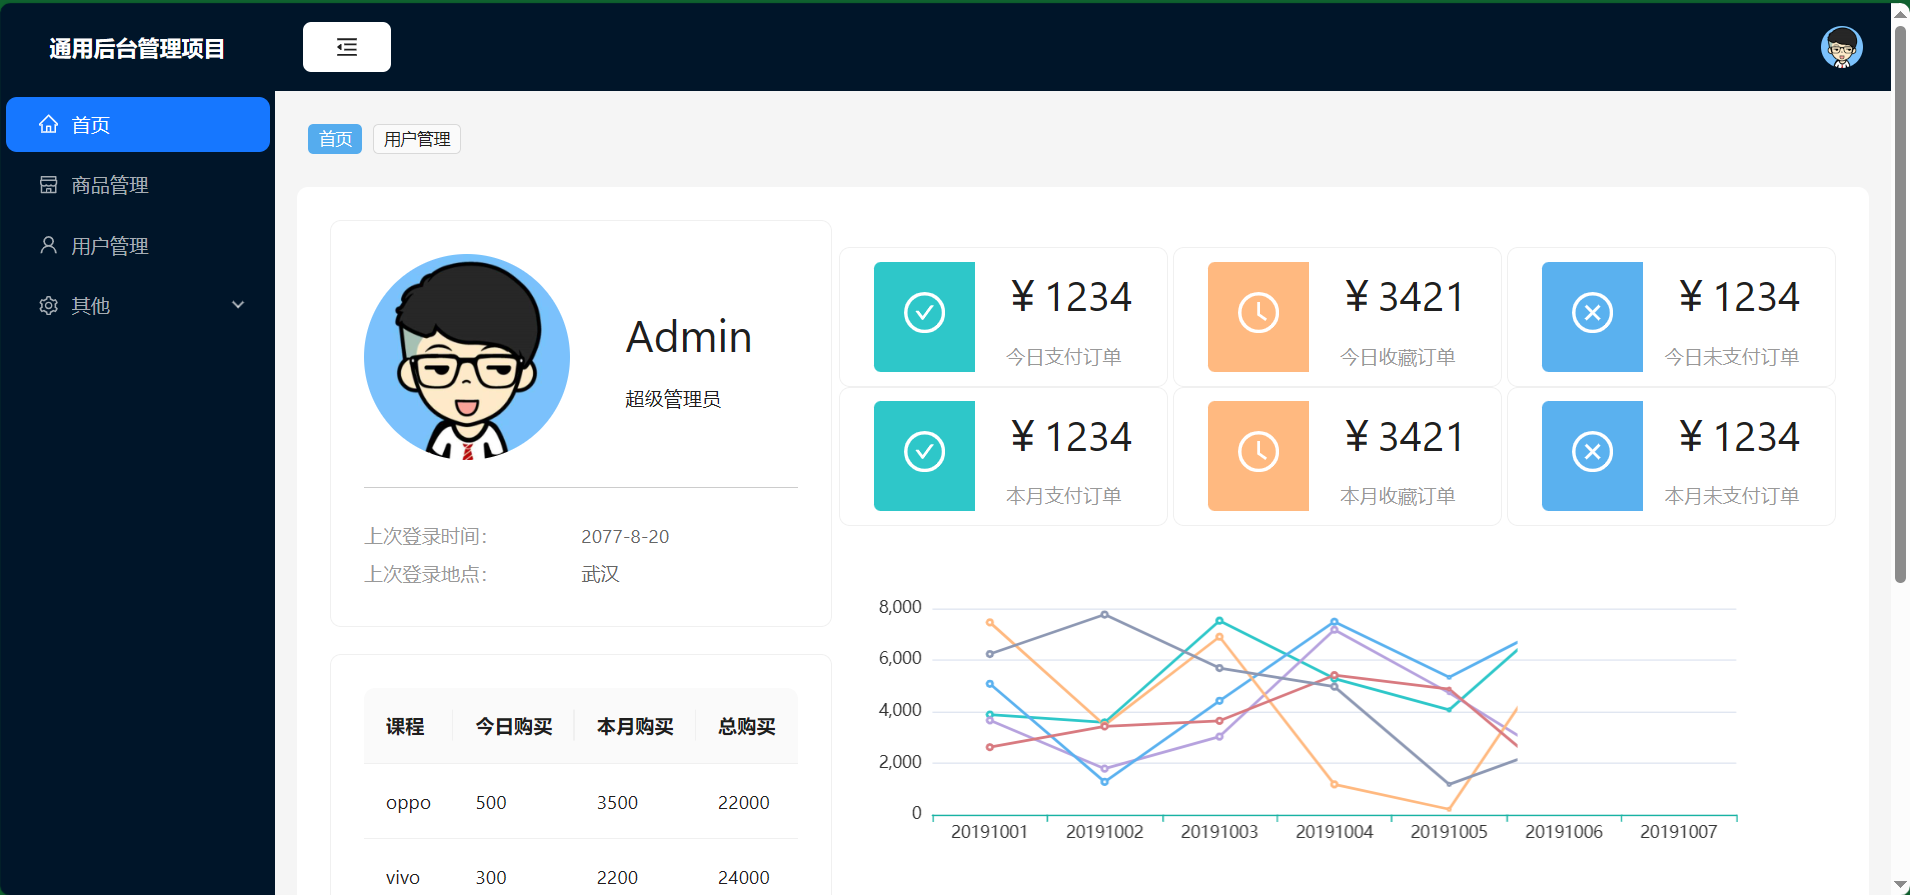 通用后台管理项目
首页
商品管理
用户管理
其他
首页 用户管理
Admin
超级管理员
上次登录时间： 2077-8-20
上次登录地点： 武汉
¥ 1234
今日支付订单
¥ 3421
今日收藏订单
¥ 1234
今日未支付订单
¥ 1234
本月支付订单
¥ 3421
本月收藏订单
¥ 1234
本月未支付订单
课程 今日购买 本月购买 总购买
oppo 500 3500 22000
vivo 300 2200 24000
8,000
6,000
4,000
2,000
0
20191001 20191002 20191003 20191004 20191005 20191006 20191007